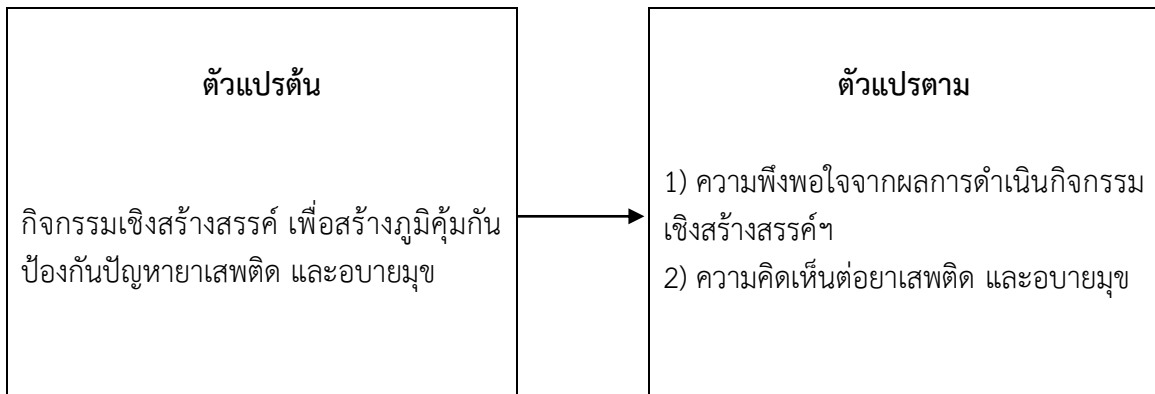 ตัวแปรต้น
กิจกรรมเชิงสร้างสรรค์ เพื่อสร้างภูมิคุ้มกัน
ป้องกันปัญหายาเสพติด และอบายมุข
ตัวแปรตาม
1) ความพึงพอใจจากผลการดำเนินกิจกรรม
เชิงสร้างสรรค์ฯ
2) ความคิดเห็นต่อยาเสพติด และอบายมุข